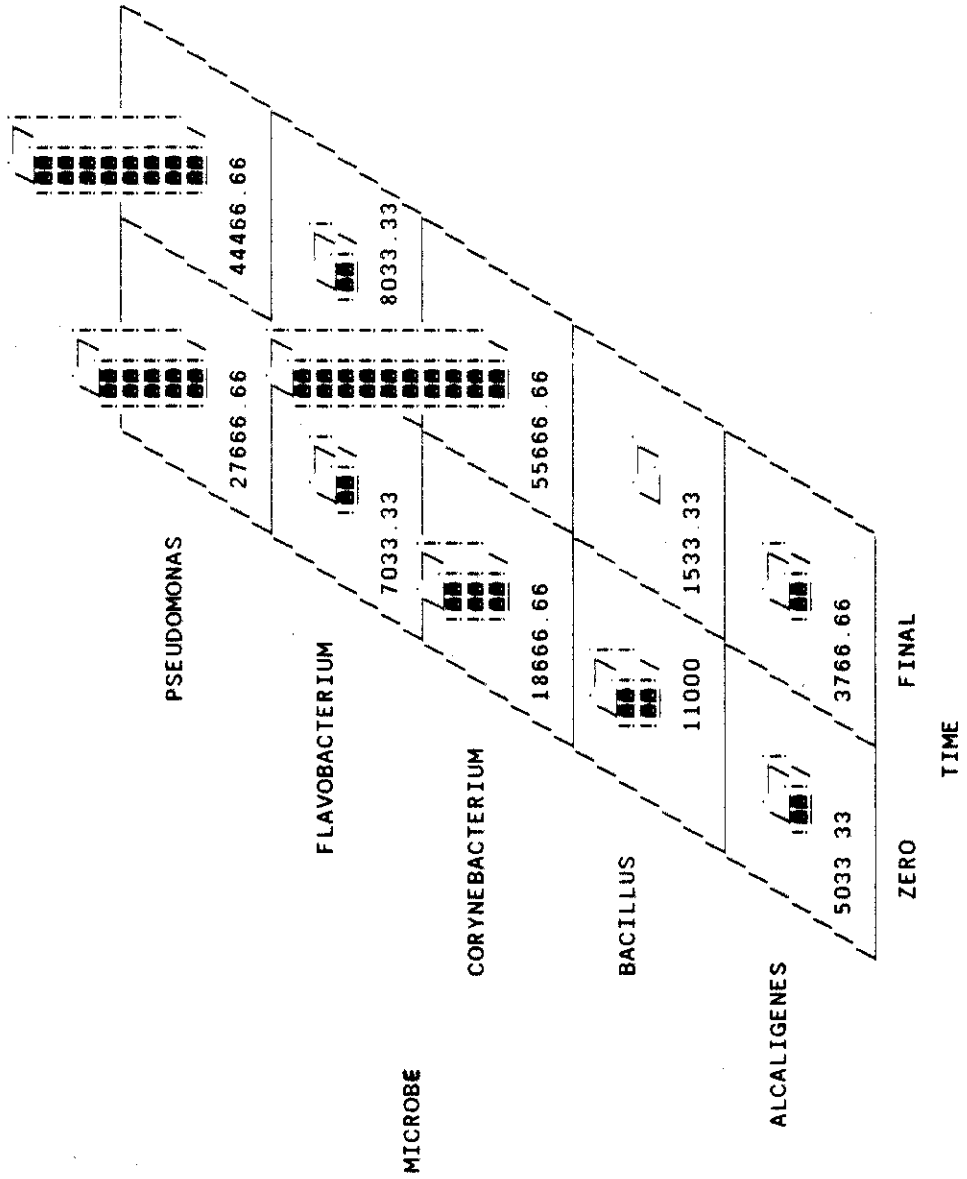 PSEUDOMONAS
27666.66 44466.66
FLAVOBACTERIUM
7033.33 8033.33
CORYNEBACTERIUM
18666.66 55666.66
BACILLUS
11000 1533.33
MICROBE
ALCALIGENES
5033 33 3766.66
ZERO FINAL
TIME